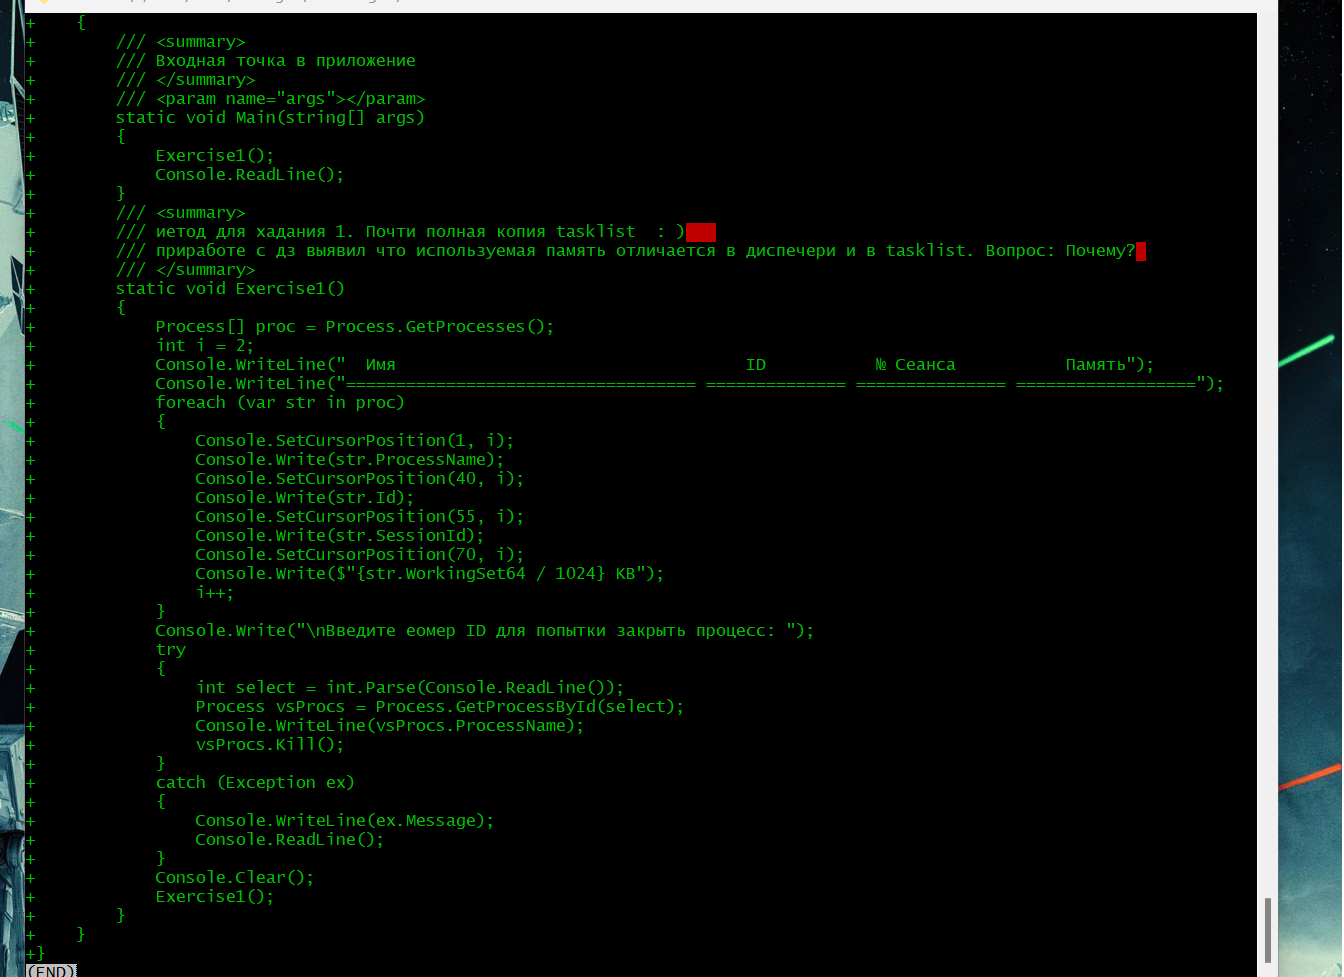 +    {
+        /// <summary>
+        /// Входная точка в приложение
+        /// </summary>
+        /// <param name="args"></param>
+        static void Main(string[] args)
+        {
+            Exercise1();
+            Console.ReadLine();
+        }
+        /// <summary>
+        /// иетод для хадания 1. Почти полная копия tasklist  : )
+        /// приработе с дз выявил что используемая память отличается в диспечери и в tasklist. Вопрос: Почему?
+        /// </summary>
+        static void Exercise1()
+        {
+            Process[] proc = Process.GetProcesses();
+            int i = 2;
+            Console.WriteLine("  Имя                                   ID           № Сеанса           Память");
+            Console.WriteLine("=================================== ============== =============== ==================");
+            foreach (var str in proc)
+            {
+                Console.SetCursorPosition(1, i);
+                Console.Write(str.ProcessName);
+                Console.SetCursorPosition(40, i);
+                Console.Write(str.Id);
+                Console.SetCursorPosition(55, i);
+                Console.Write(str.SessionId);
+                Console.SetCursorPosition(70, i);
+                Console.Write($"{str.WorkingSet64 / 1024} KB");
+                i++;
+            }
+            Console.Write("\nВведите еомер ID для попытки закрыть процесс: ");
+            try
+            {
+                int select = int.Parse(Console.ReadLine());
+                Process vsProcs = Process.GetProcessById(select);
+                Console.WriteLine(vsProcs.ProcessName);
+                vsProcs.Kill();
+            }
+            catch (Exception ex)
+            {
+                Console.WriteLine(ex.Message);
+                Console.ReadLine();
+            }
+            Console.Clear();
+            Exercise1();
+        }
+    }
+}
(END)